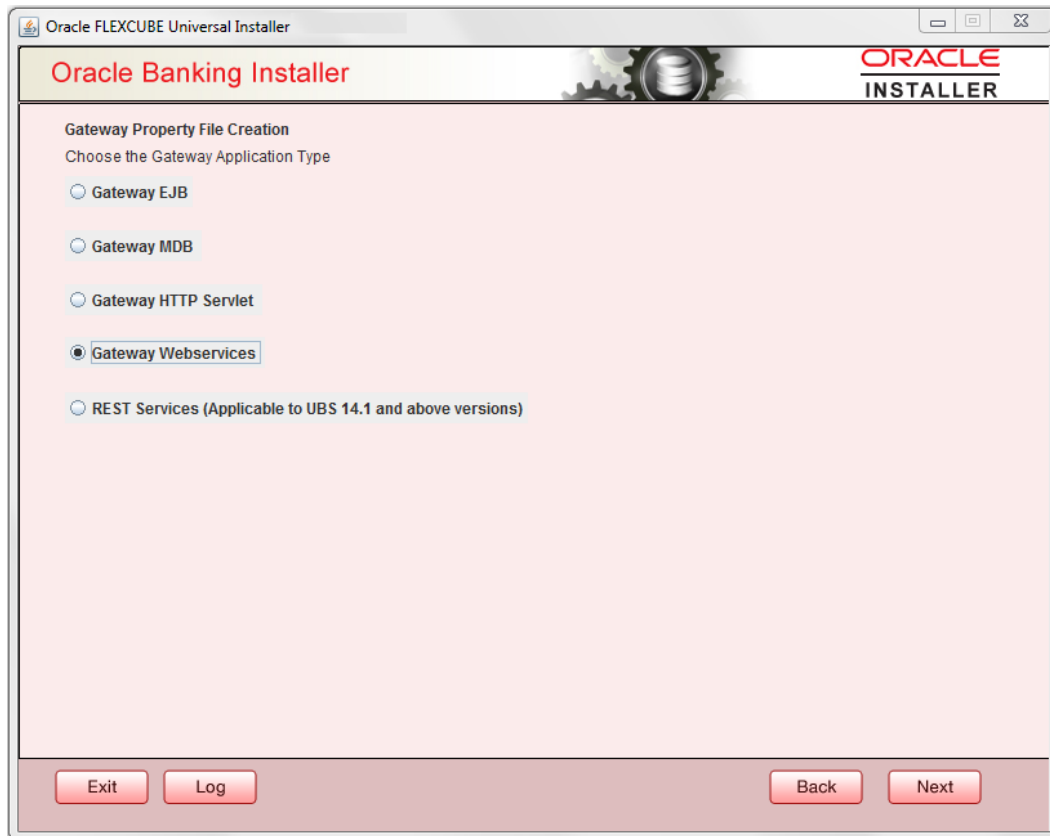 Oracle FLEXCUBE Universal Installer
Oracle Banking Installer
ORACLE
INSTALLER
Gateway Property File Creation
Choose the Gateway Application Type
Gateway EJB
Gateway MDB
Gateway HTTP Servlet
Gateway Webservices
REST Services (Applicable to UBS 14.1 and above versions)
Exit Log Back Next